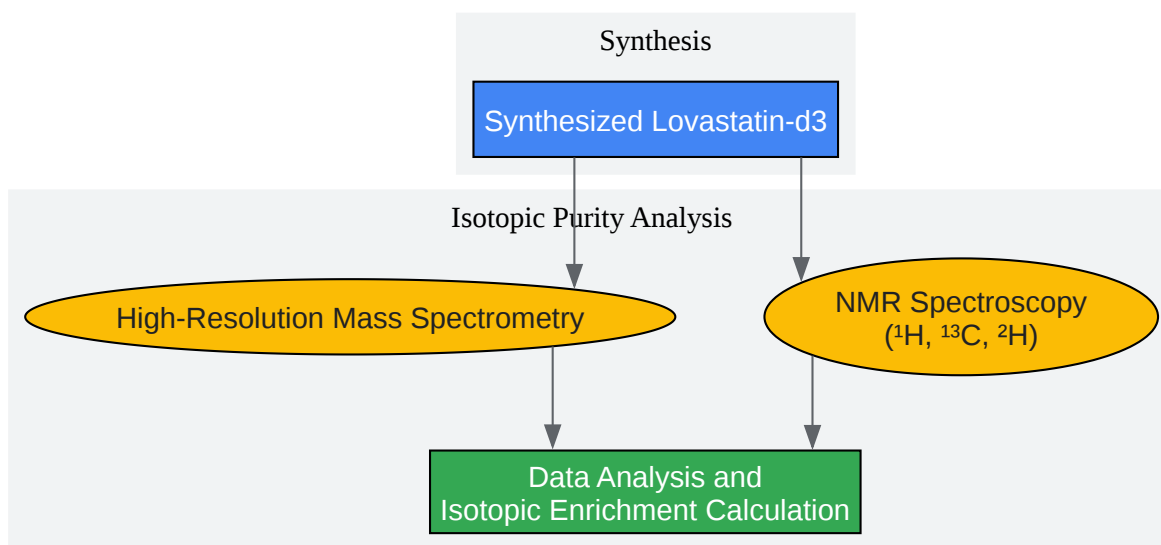 Synthesis
Synthesized Lovastatin-d3
Isotopic Purity Analysis
High-Resolution Mass Spectrometry
NMR Spectroscopy
(¹H, ¹³C, ²H)
Data Analysis and
Isotopic Enrichment Calculation